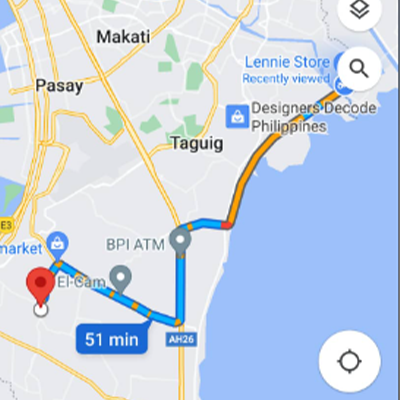 Makati
Lennie Store
Recently viewed
Pasay
Designers Decode
Philippines
Taguig
E3
market
BPI ATM
El Cam
51 min
AH26